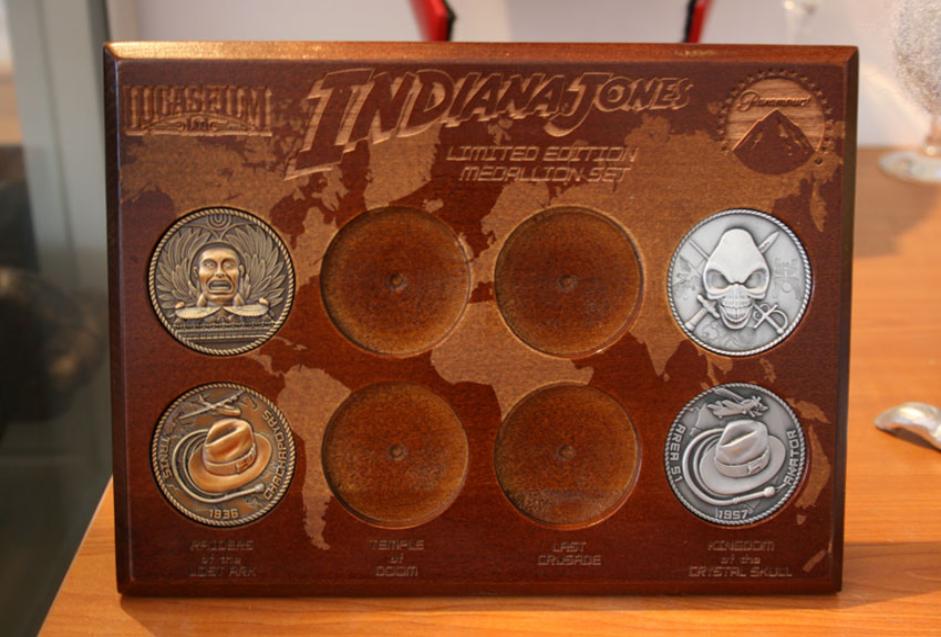 LUCASFILM
Ltd.
INDIANA JONES
Paramount
LIMITED EDITION
MEDALLION SET
TANIS
CHACHAPOYAS
1936
AREA 51
AKATOR
1957
RAIDERS
of the
LOST ARK
TEMPLE
of
DOOM
LAST
CRUSADE
KINGDOM
of the
CRYSTAL SKULL